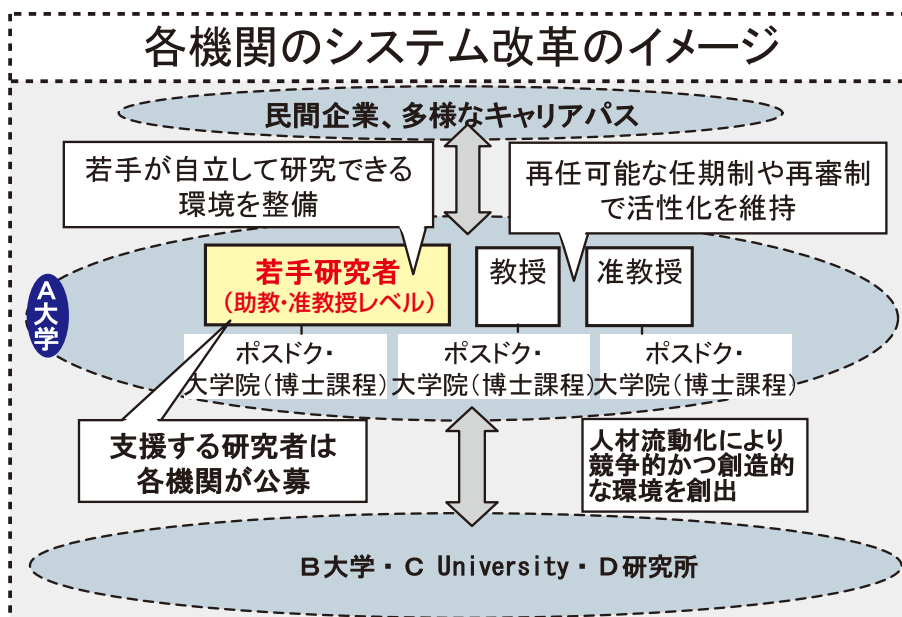 各機関のシステム改革のイメージ
民間企業、多様なキャリアパス
若手が自立して研究できる
環境を整備
再任可能な任期制や再審制
で活性化を維持
A大学
若手研究者
(助教・准教授レベル)
教授
准教授
ポスドク・
大学院(博士課程)
ポスドク・
大学院(博士課程)
ポスドク・
大学院(博士課程)
支援する研究者は
各機関が公募
人材流動化により
競争的かつ創造的
な環境を創出
B大学・C University・D研究所